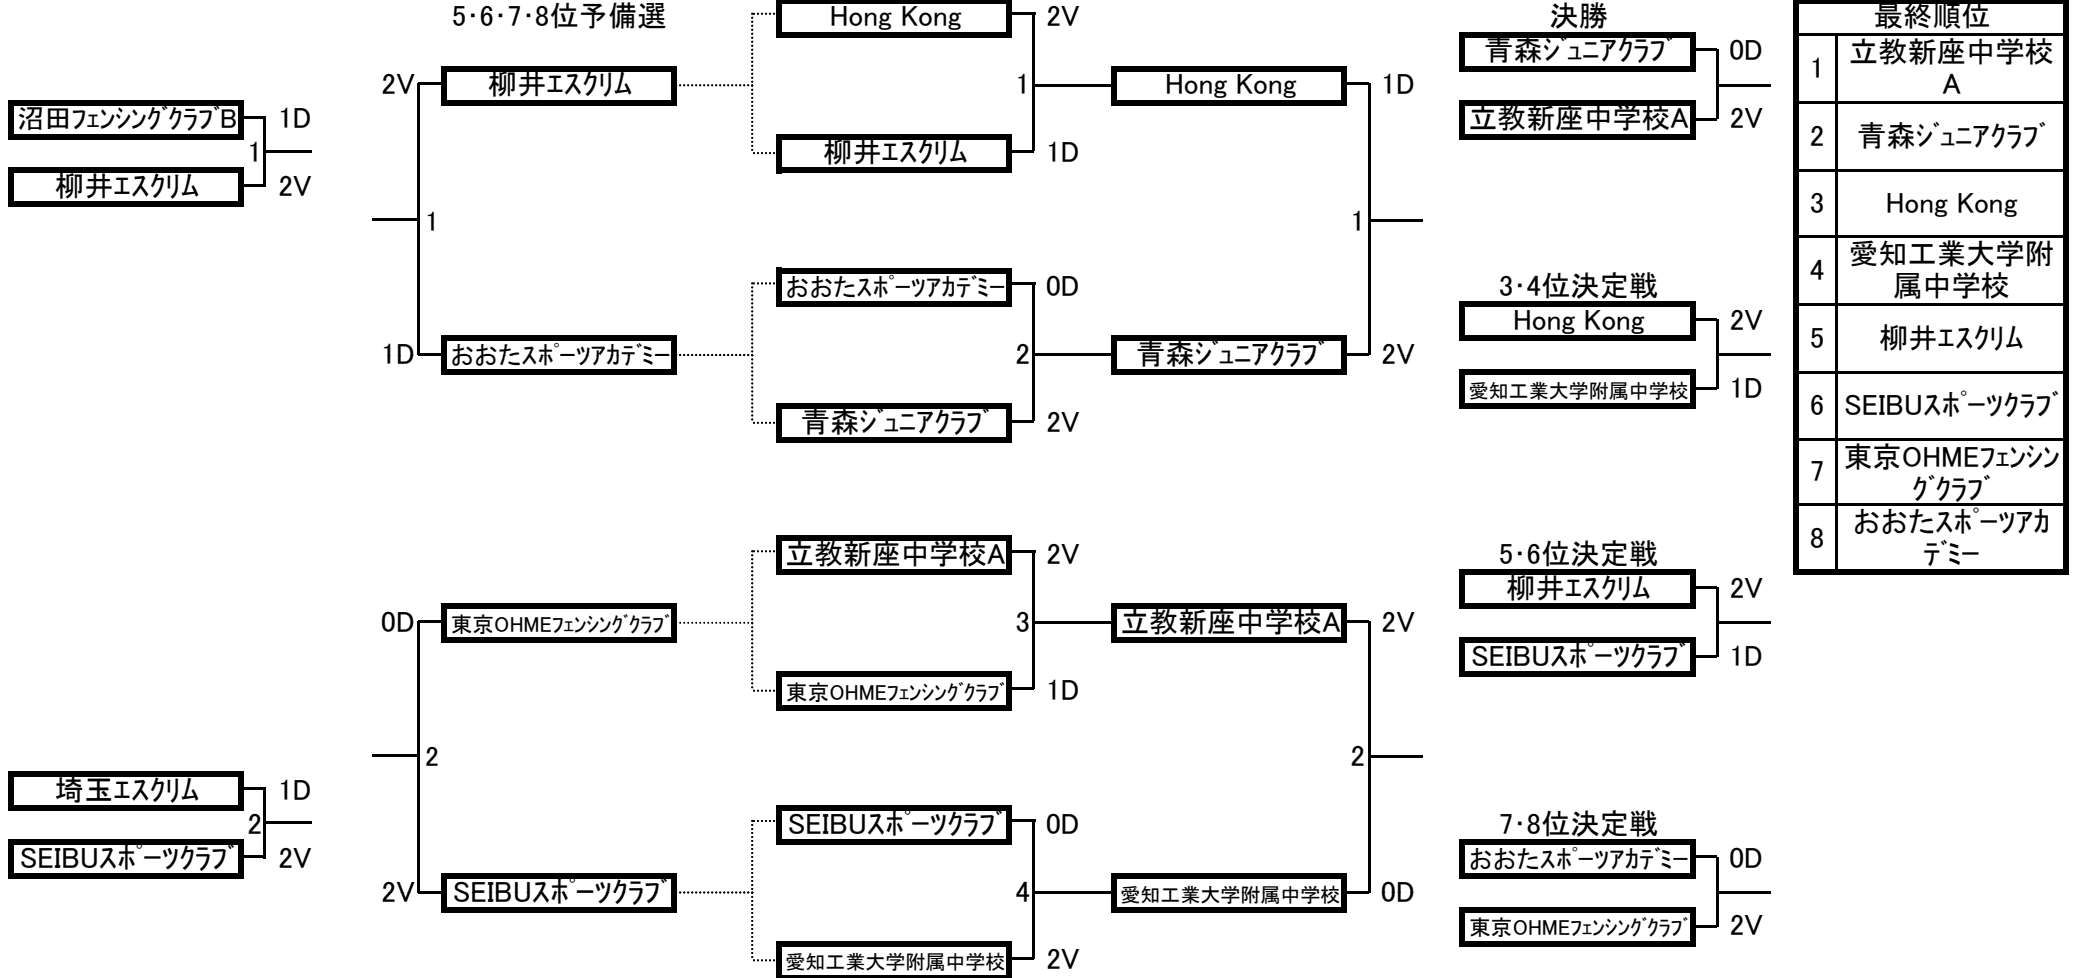 5･6･7･8位予備選
沼田ﾌｪﾝｼﾝｸﾞｸﾗﾌﾞB
1D
1
柳井ｴｽｸﾘﾑ
2V
埼玉ｴｽｸﾘﾑ
1D
2
SEIBUｽﾎﾟｰﾂｸﾗﾌﾞ
2V
2V
柳井ｴｽｸﾘﾑ
1
1D
おおたｽﾎﾟｰﾂｱｶﾃﾞﾐｰ
0D
東京OHMEﾌｪﾝｼﾝｸﾞｸﾗﾌﾞ
2
2V
SEIBUｽﾎﾟｰﾂｸﾗﾌﾞ
Hong Kong
2V
1
柳井ｴｽｸﾘﾑ
1D
おおたｽﾎﾟｰﾂｱｶﾃﾞﾐｰ
0D
2
青森ｼﾞｭﾆｱｸﾗﾌﾞ
2V
立教新座中学校A
2V
3
東京OHMEﾌｪﾝｼﾝｸﾞｸﾗﾌﾞ
1D
SEIBUｽﾎﾟｰﾂｸﾗﾌﾞ
0D
4
愛知工業大学附属中学校
2V
Hong Kong
1D
1
青森ｼﾞｭﾆｱｸﾗﾌﾞ
2V
立教新座中学校A
2V
2
愛知工業大学附属中学校
0D
決勝
青森ｼﾞｭﾆｱｸﾗﾌﾞ
0D
立教新座中学校A
2V
3･4位決定戦
Hong Kong
2V
愛知工業大学附属中学校
1D
5･6位決定戦
柳井ｴｽｸﾘﾑ
2V
SEIBUｽﾎﾟｰﾂｸﾗﾌﾞ
1D
7･8位決定戦
おおたｽﾎﾟｰﾂｱｶﾃﾞﾐｰ
0D
東京OHMEﾌｪﾝｼﾝｸﾞｸﾗﾌﾞ
2V
最終順位
1
立教新座中学校
A
2
青森ｼﾞｭﾆｱｸﾗﾌﾞ
3
Hong Kong
4
愛知工業大学附
属中学校
5
柳井ｴｽｸﾘﾑ
6
SEIBUｽﾎﾟｰﾂｸﾗﾌﾞ
7
東京OHMEﾌｪﾝｼﾝ
ｸﾞｸﾗﾌﾞ
8
おおたｽﾎﾟｰﾂｱｶ
ﾃﾞﾐｰ